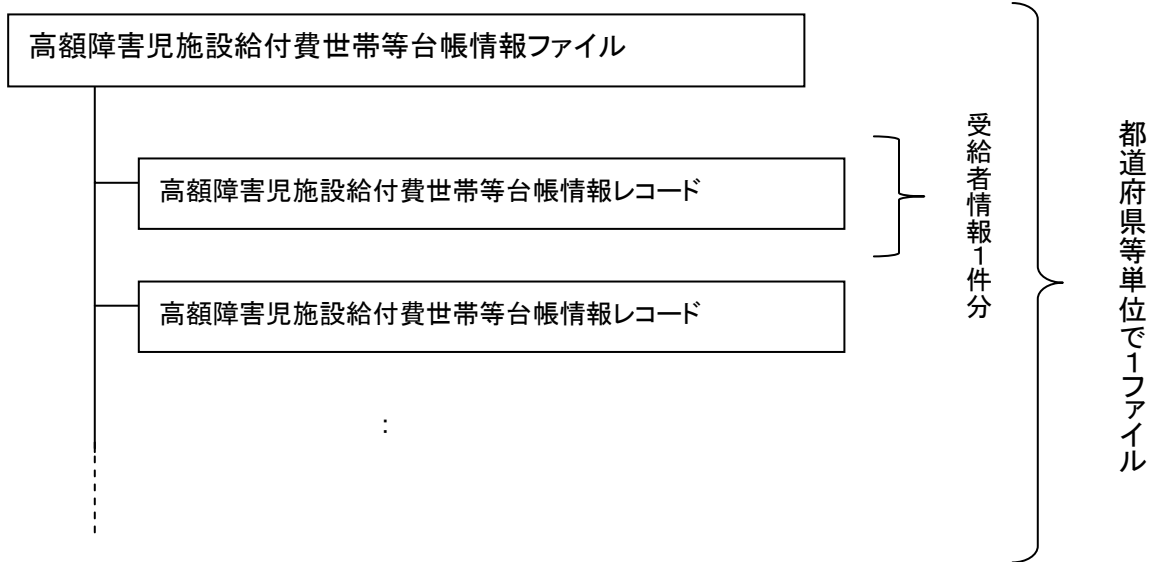 高額障害児施設給付費世帯等台帳情報ファイル
高額障害児施設給付費世帯等台帳情報レコード
高額障害児施設給付費世帯等台帳情報レコード
:
受給者情報1件分
都道府県等単位で1ファイル